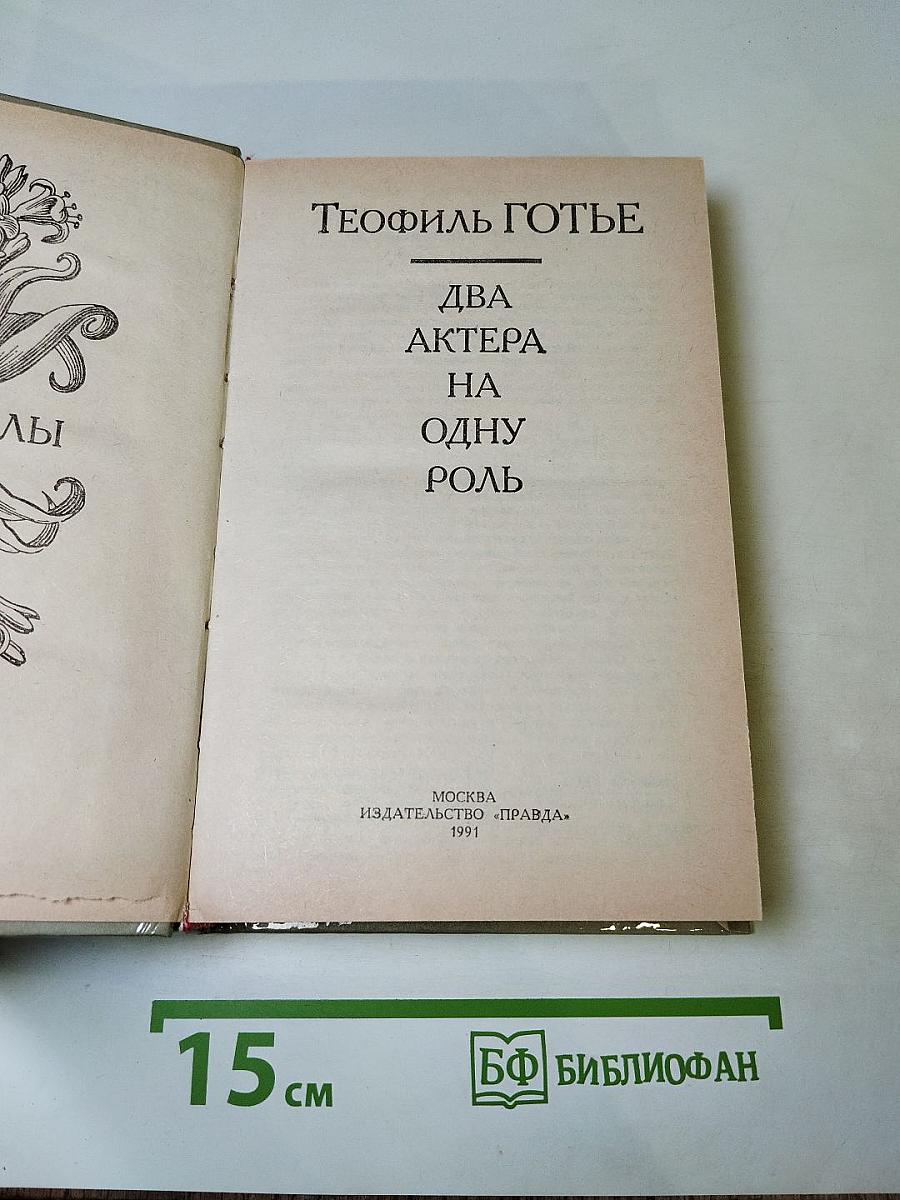 ЛЫ
ТЕОФИЛЬ ГОТЬЕ
ДВА
АКТЕРА
НА
ОДНУ
РОЛЬ
МОСКВА
ИЗДАТЕЛЬСТВО «ПРАВДА»
1991
15 см
БФ БИБЛИОФАН